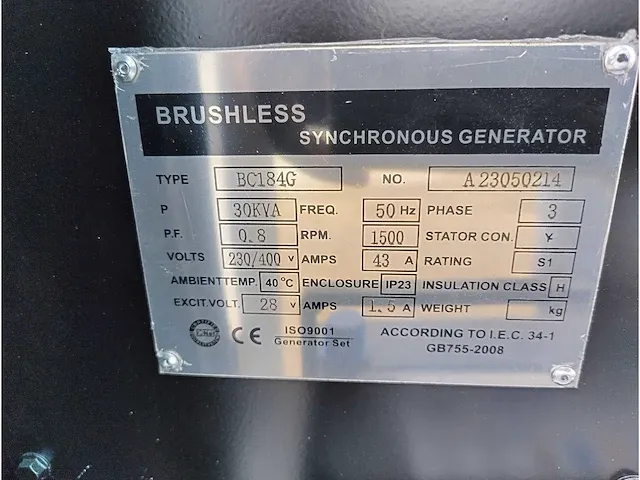 BRUSHLESS
SYNCHRONOUS GENERATOR
TYPE BC184G NO. A23050214
P 30KVA FREQ. 50 Hz PHASE 3
P.F. 0.8 RPM. 1500 STATOR CON. Y
VOLTS 230/400 V AMPS 43 A RATING S1
AMBIENTTEMP. 40°C ENCLOSURE IP23 INSULATION CLASS H
EXCIT.VOLT. 28 V AMPS 1.5 A WEIGHT kg
CE ISO9001 ACCORDING TO I.E.C. 34-1
Generator Set GB755-2008